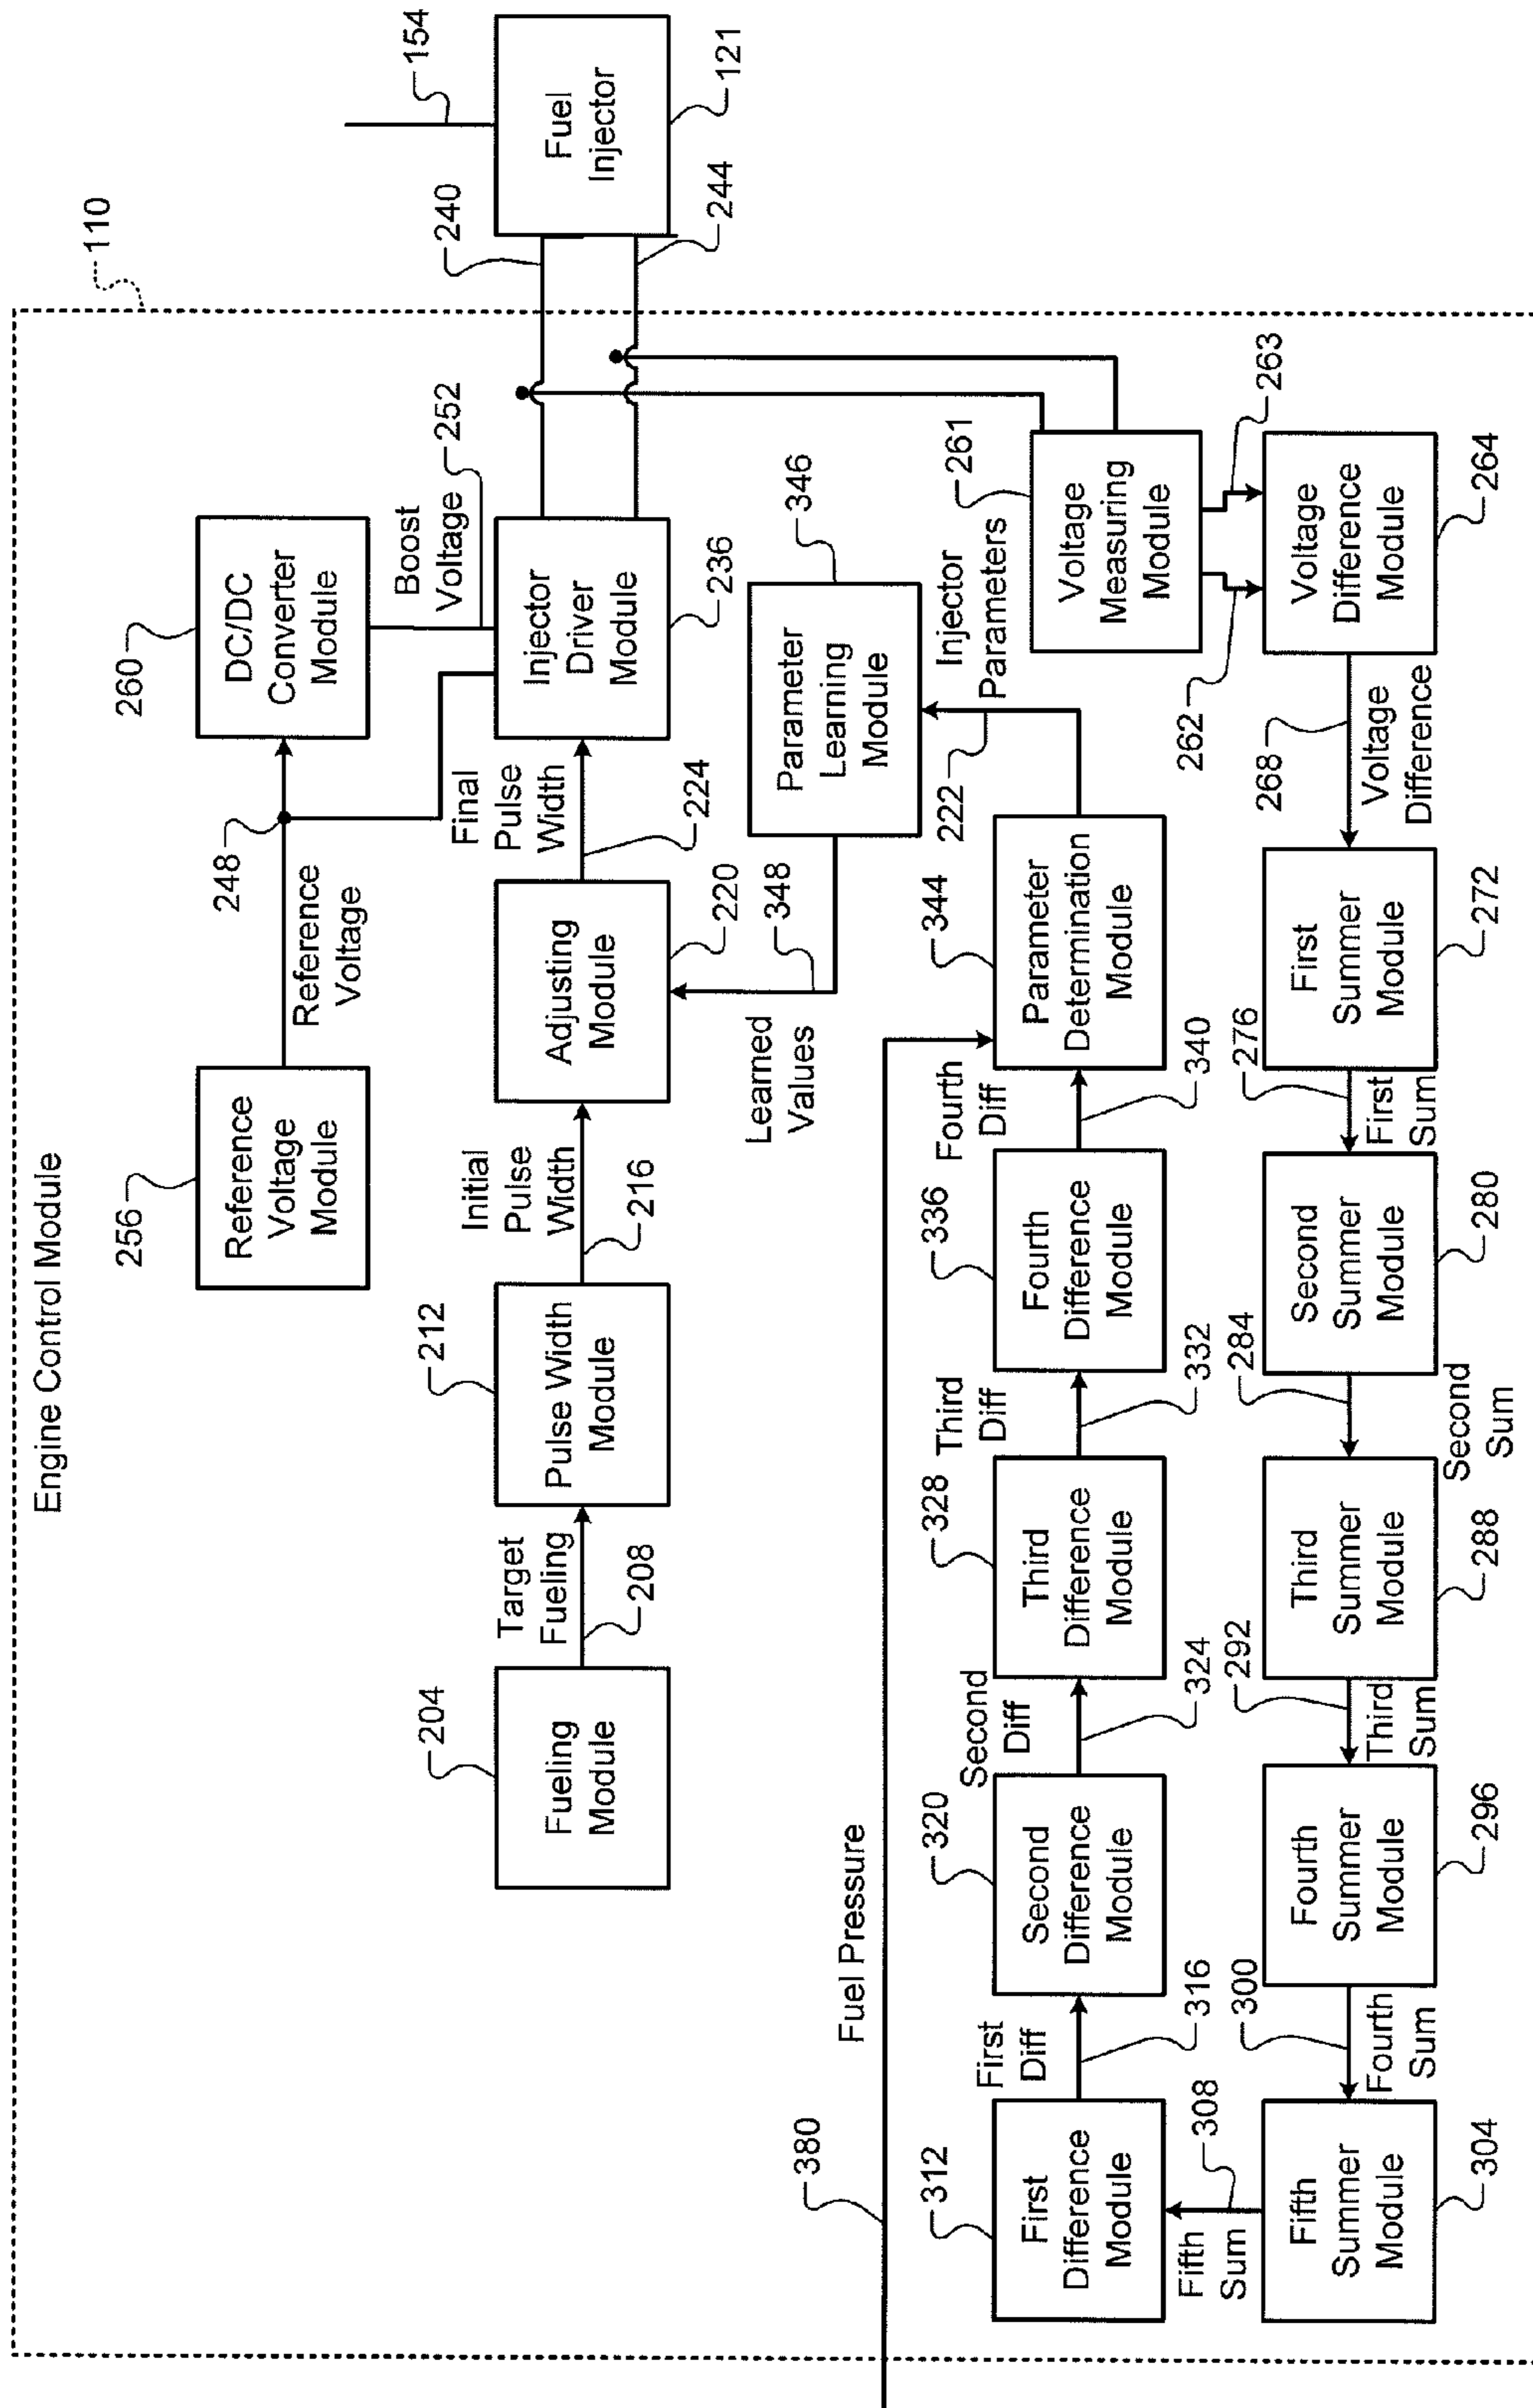 Engine Control Module
110
256
Reference
Voltage
Module
Reference
Voltage
248
260
DC/DC
Converter
Module
Boost
Voltage
252
204
Fueling
Module
Target
Fueling
208
212
Pulse Width
Module
Initial
Pulse
Width
216
Adjusting
Module
220
Final
Pulse
Width
224
Injector
Driver
Module
236
240
244
154
Fuel
Injector
121
Learned
Values
348
Parameter
Learning
Module
346
Injector
Parameters
222
380
Fuel Pressure
312
First
Difference
Module
First
Diff
316
320
Second
Difference
Module
Second
Diff
324
328
Third
Difference
Module
Third
Diff
332
336
Fourth
Difference
Module
Fourth
Diff
340
344
Parameter
Determination
Module
261
Voltage
Measuring
Module
262
263
Voltage
Difference
Module
264
268
Voltage
Difference
First
Summer
Module
272
276
First
Sum
Second
Summer
Module
280
284
Second
Sum
Third
Summer
Module
288
292
Third
Sum
Fourth
Summer
Module
296
300
Fourth
Sum
Fifth
Summer
Module
304
308
Fifth
Sum